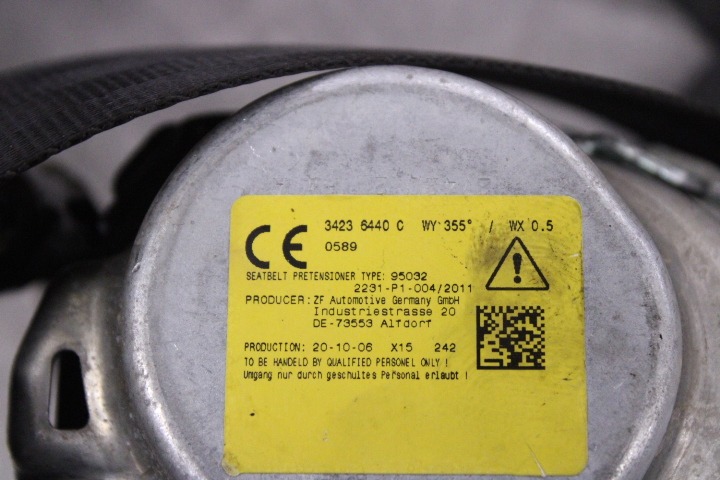 CE 3423 6440 C WY 355° / WX 0.5
0589
SEATBELT PRETENSIONER TYPE: 95032
2231-P1-004/2011
PRODUCER: ZF Automotive Germany GmbH
Industriestrasse 20
DE-73553 Alfdorf
PRODUCTION: 20-10-06 X15 242
TO BE HANDELD BY QUALIFIED PERSONEL ONLY !
Umgang nur durch geschultes Personal erlaubt !